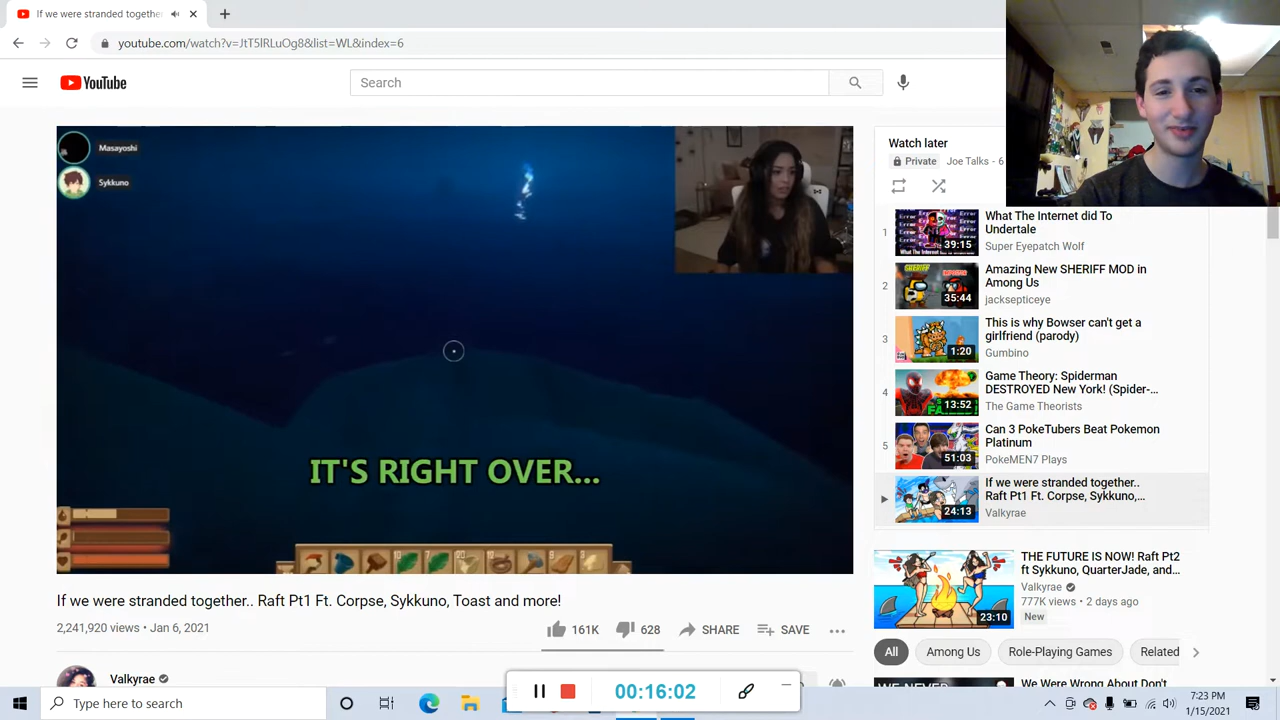 If we were stranded together
youtube.com/watch?v=JtT5lRLuOg8&list=WL&index=6
YouTube
Search
Masayoshi
Sykkuno
IT'S RIGHT OVER...
If we were stranded together.. Raft Pt1 Ft. Corpse, Sykkuno, Toast and more!
2,241,920 views • Jan 6, 2021
161K
628
SHARE
SAVE
Valkyrae
Watch later
Private
Joe Talks - 6
1
39:15
What The Internet did To
Undertale
Super Eyepatch Wolf
2
SHERIFF
35:44
Amazing New SHERIFF MOD in
Among Us
jacksepticeye
3
1:20
This is why Bowser can't get a
girlfriend (parody)
Gumbino
4
13:52
Game Theory: Spiderman
DESTROYED New York! (Spider-...
The Game Theorists
5
51:03
Can 3 PokeTubers Beat Pokemon
Platinum
PokeMEN7 Plays
24:13
If we were stranded together..
Raft Pt1 Ft. Corpse, Sykkuno,...
Valkyrae
23:10
THE FUTURE IS NOW! Raft Pt2
ft Sykkuno, QuarterJade, and...
Valkyrae
777K views • 2 days ago
New
All
Among Us
Role-Playing Games
Related
We Were Wrong About Don't
00:16:02
Type here to search
7:23 PM
1/15/2021